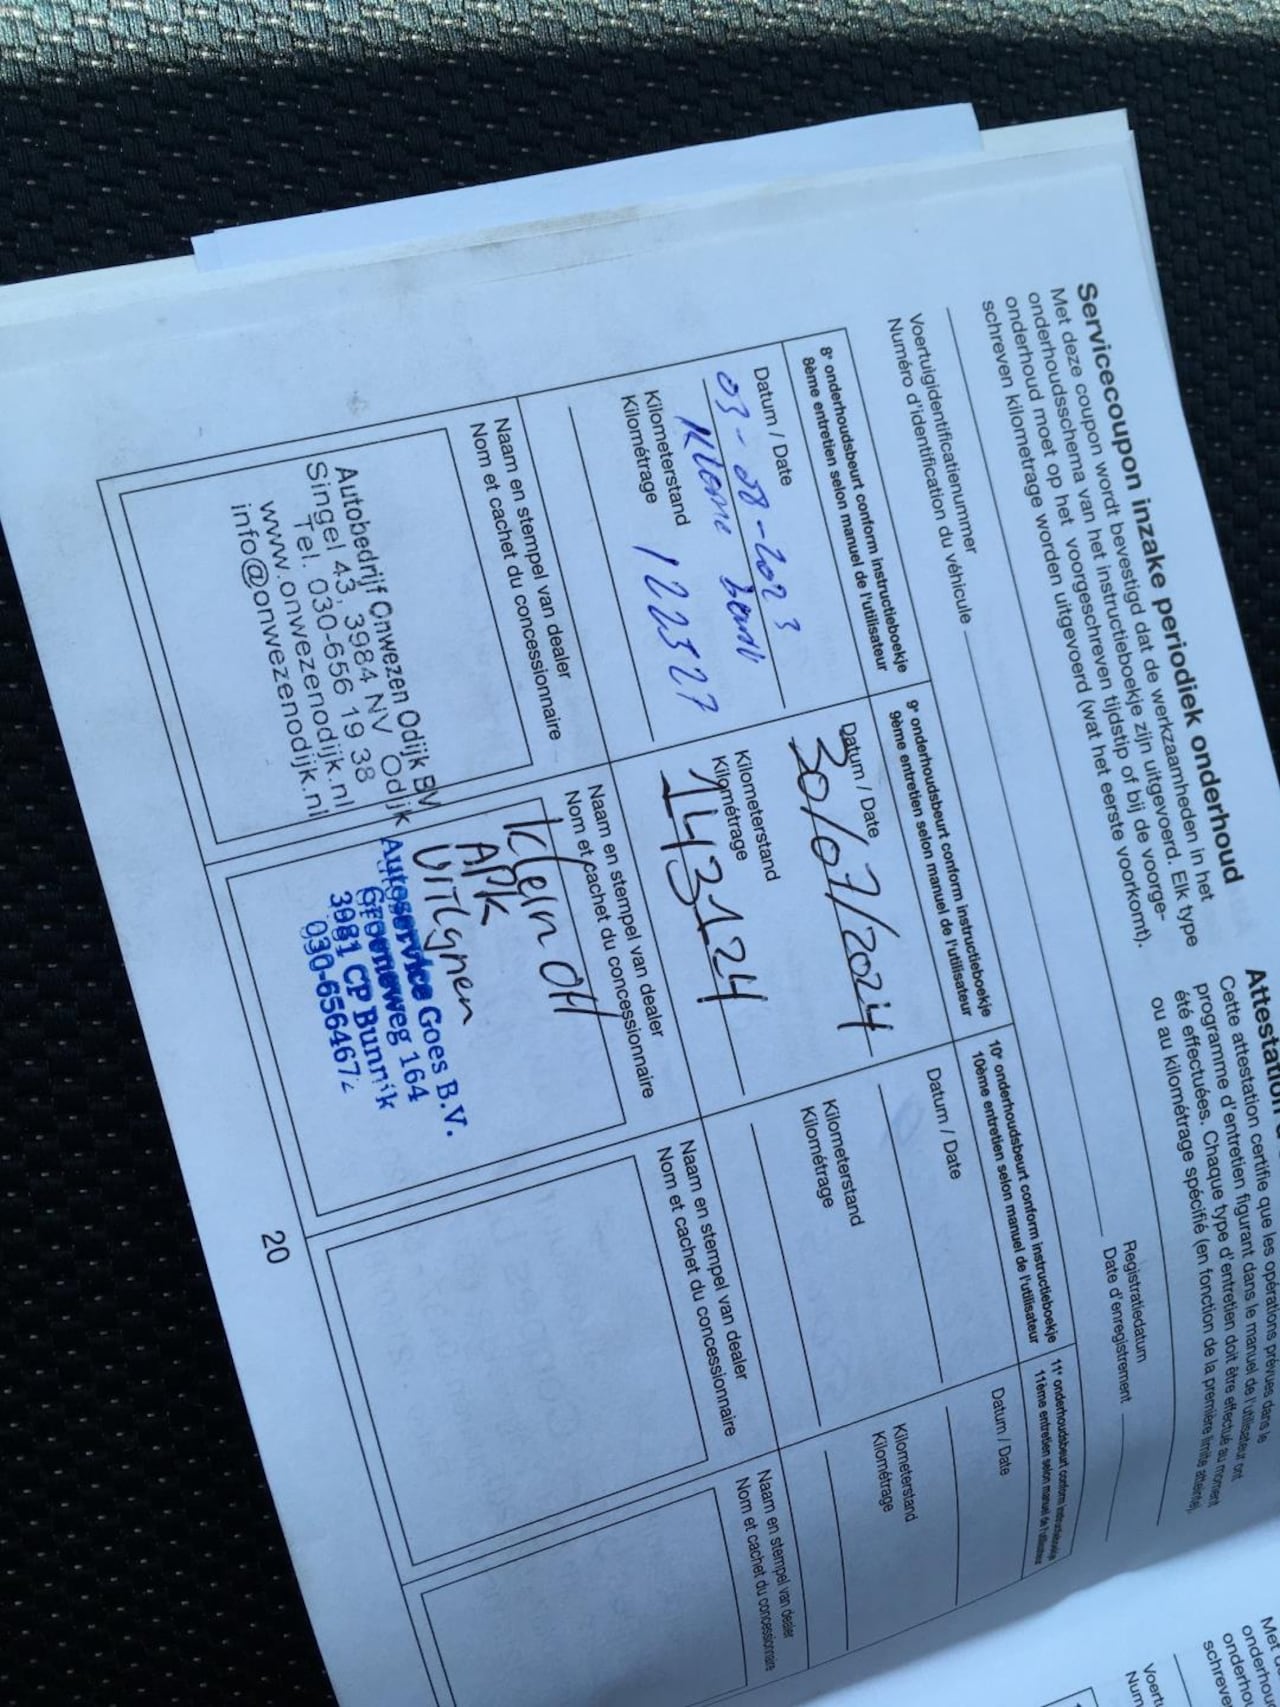 Servicecoupon inzake periodiek onderhoud
Met deze coupon wordt bevestigd dat de werkzaamheden in het
onderhoudsschema van het instructieboekje zijn uitgevoerd. Elk type
onderhoud moet op het voorgeschreven tijdstip of bij de voorge-
schreven kilometrage worden uitgevoerd (wat het eerste voorkomt).
Attestation
Cette attestation certifie que les opérations prévues dans le
programme d'entretien figurant dans le manuel de l'utilisateur ont
été effectuées. Chaque type d'entretien doit être effectué au moment
ou au kilométrage spécifié (en fonction de la première limite atteinte).
Voertuigidentificatienummer
Numéro d'identification du véhicule
Registratiedatum
Date d'enregistrement
8e onderhoudsbeurt conform instructieboekje
8ème entretien selon manuel de l'utilisateur
Datum / Date
03-08-2023
Kleine beurt
Kilometerstand
Kilométrage
122327
Naam en stempel van dealer
Nom et cachet du concessionnaire
Autobedrijf Onwezen Odijk BV
Singel 43, 3984 NV Odijk
Tel. 030-656 19 38
www.onwezenodijk.nl
info@onwezenodijk.nl
9e onderhoudsbeurt conform instructieboekje
9ème entretien selon manuel de l'utilisateur
Datum / Date
30/07/2024
Kilometerstand
Kilométrage
143124
Naam en stempel van dealer
Nom et cachet du concessionnaire
klein OH
APK
uitlijnen
Autoservice Goes B.V.
Groeneweg 164
3981 CP Bunnik
030-6564672
10e onderhoudsbeurt conform instructieboekje
10ème entretien selon manuel de l'utilisateur
Datum / Date
Kilometerstand
Kilométrage
Naam en stempel van dealer
Nom et cachet du concessionnaire
11e onderhoudsbeurt conform instructieboekje
11ème entretien selon manuel de l'utilisateur
Datum / Date
Kilometerstand
Kilométrage
Naam en stempel van dealer
Nom et cachet du concessionnaire
20